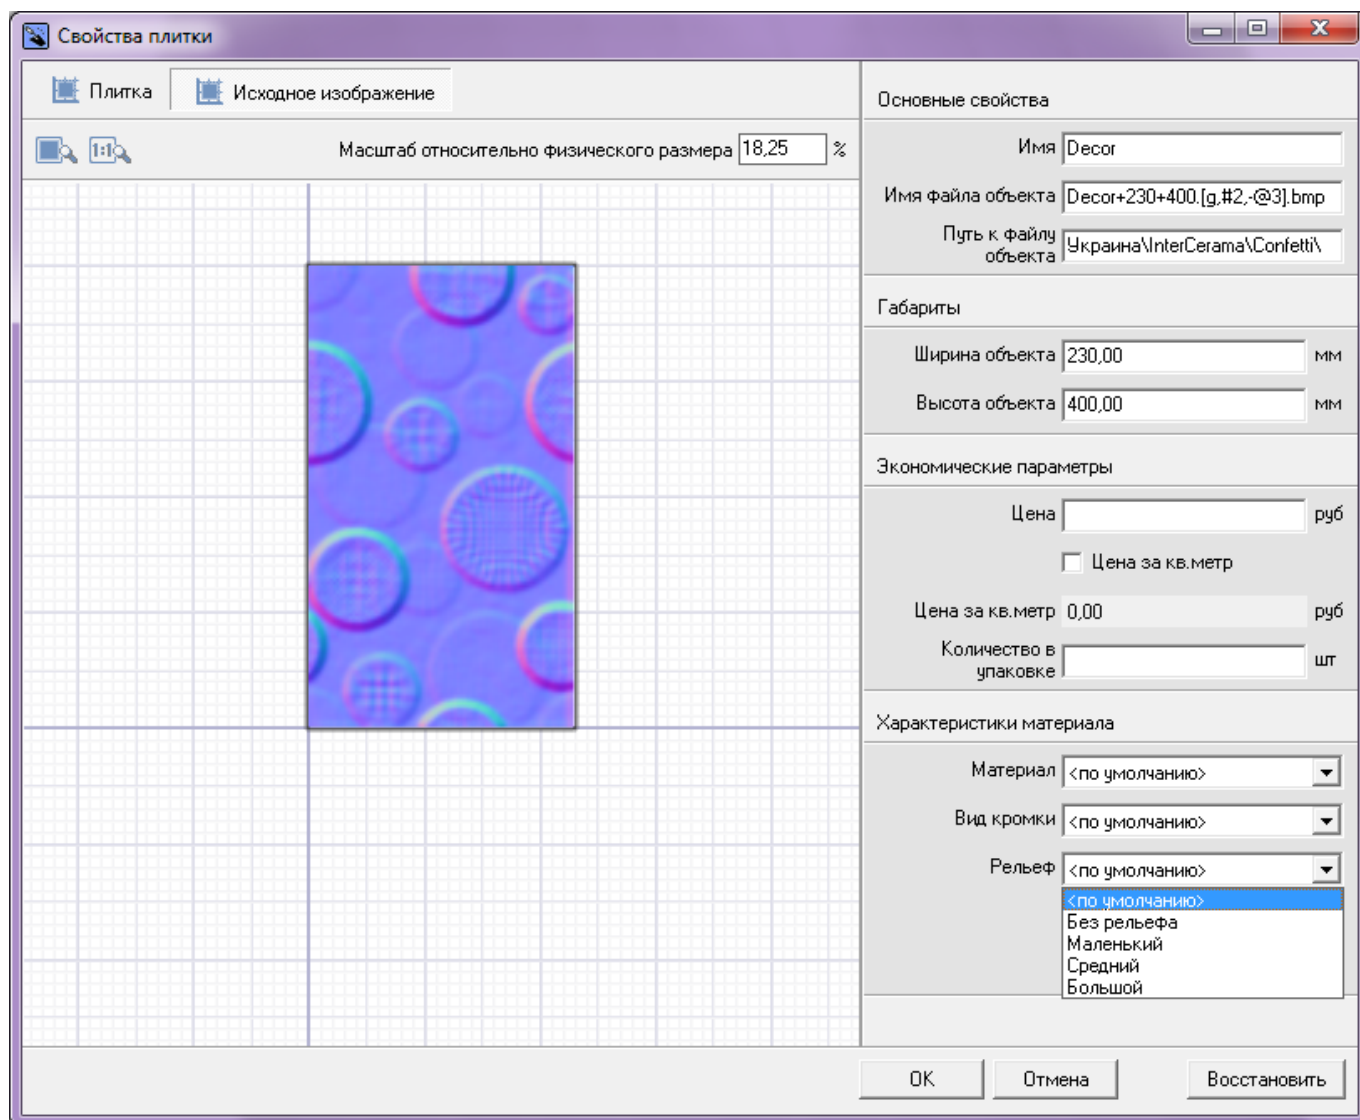 Свойства плитки
Плитка
Исходное изображение
1:1
Масштаб относительно физического размера 18,25 %
Основные свойства
Имя Decor
Имя файла объекта Decor+230+400.[g,#2,-@3].bmp
Путь к файлу
объекта
Украина\InterCerama\Confetti\
Габариты
Ширина объекта 230,00 мм
Высота объекта 400,00 мм
Экономические параметры
Цена руб
Цена за кв.метр
Цена за кв.метр 0,00 руб
Количество в
упаковке
шт
Характеристики материала
Материал <по умолчанию>
Вид кромки <по умолчанию>
Рельеф <по умолчанию>
<по умолчанию>
Без рельефа
Маленький
Средний
Большой
OK
Отмена
Восстановить